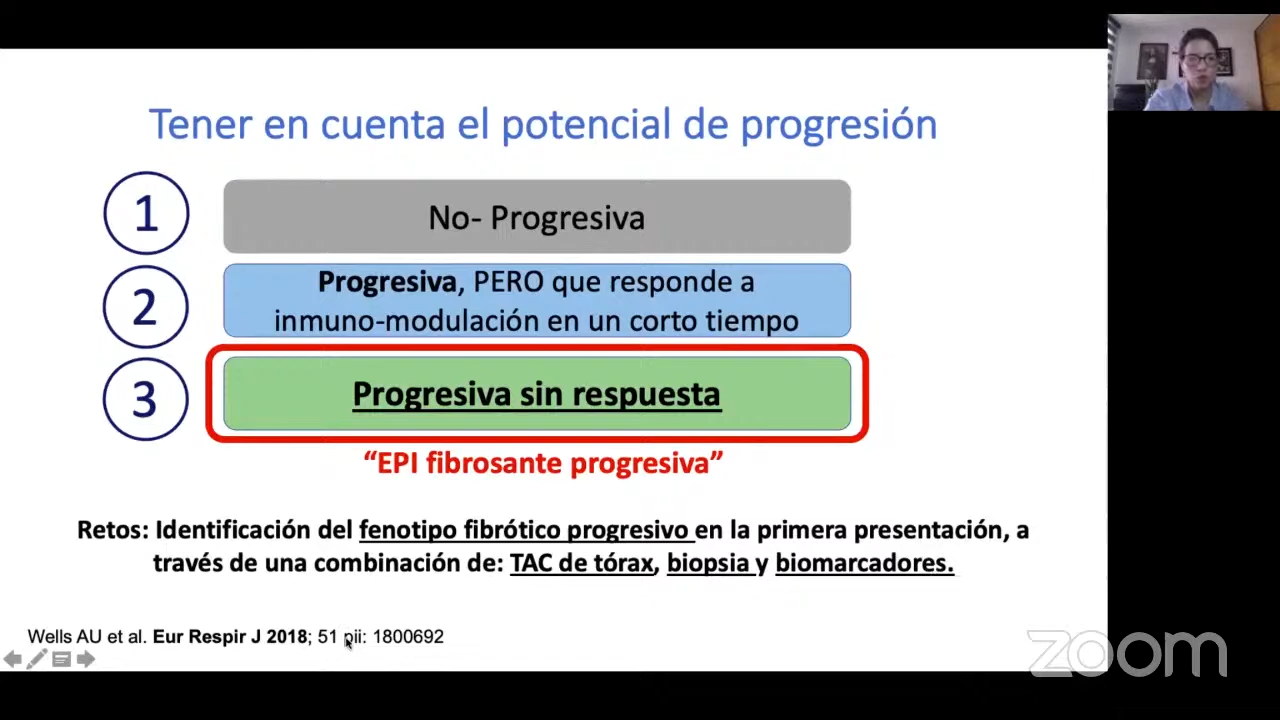 Tener en cuenta el potencial de progresión
1
No- Progresiva
2
Progresiva, PERO que responde a
inmuno-modulación en un corto tiempo
3
Progresiva sin respuesta
“EPI fibrosante progresiva”
Retos: Identificación del fenotipo fibrótico progresivo en la primera presentación, a
través de una combinación de: TAC de tórax, biopsia y biomarcadores.
Wells AU et al. Eur Respir J 2018; 51 pii: 1800692
zoom